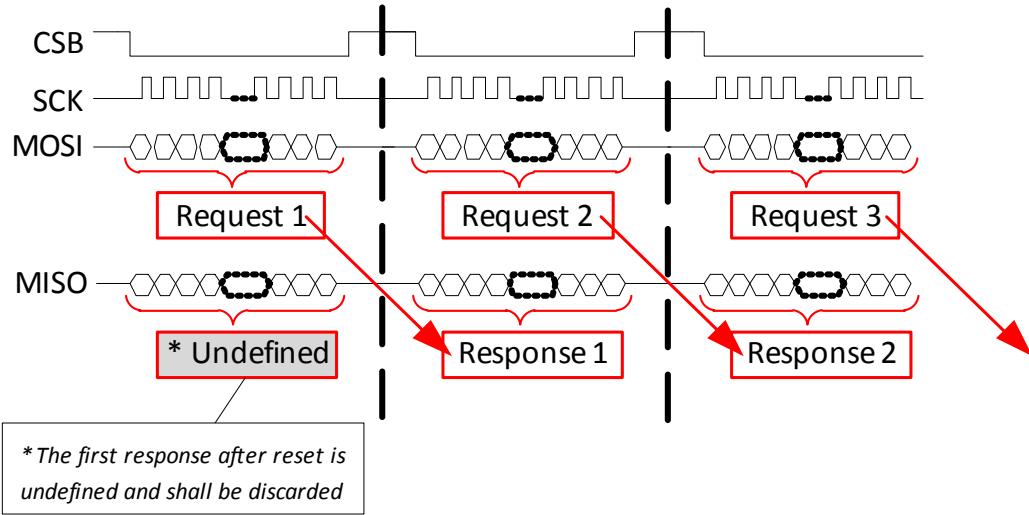 CSB
SCK
MOSI
Request 1
Request 2
Request 3
MISO
* Undefined
Response 1
Response 2
* The first response after reset is
undefined and shall be discarded